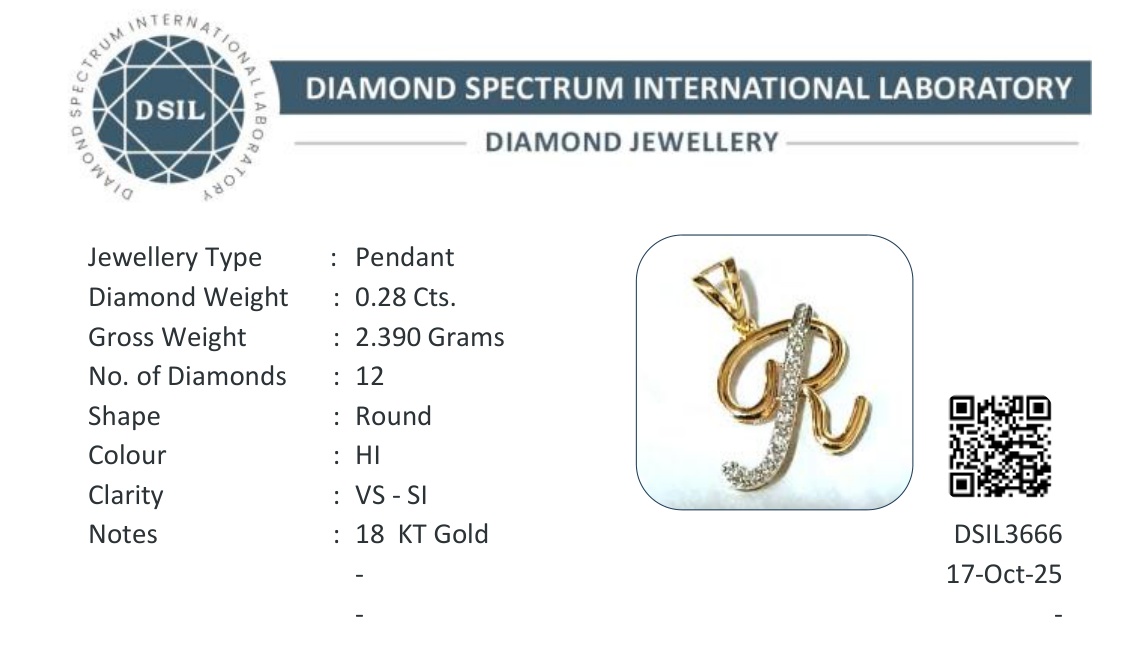 DIAMOND SPECTRUM INTERNATIONAL LABORATORY
DSIL
DIAMOND SPECTRUM INTERNATIONAL LABORATORY
DIAMOND JEWELLERY
Jewellery Type : Pendant
Diamond Weight : 0.28 Cts.
Gross Weight : 2.390 Grams
No. of Diamonds : 12
Shape : Round
Colour : HI
Clarity : VS - SI
Notes : 18 KT Gold
DSIL3666
- 17-Oct-25
- -